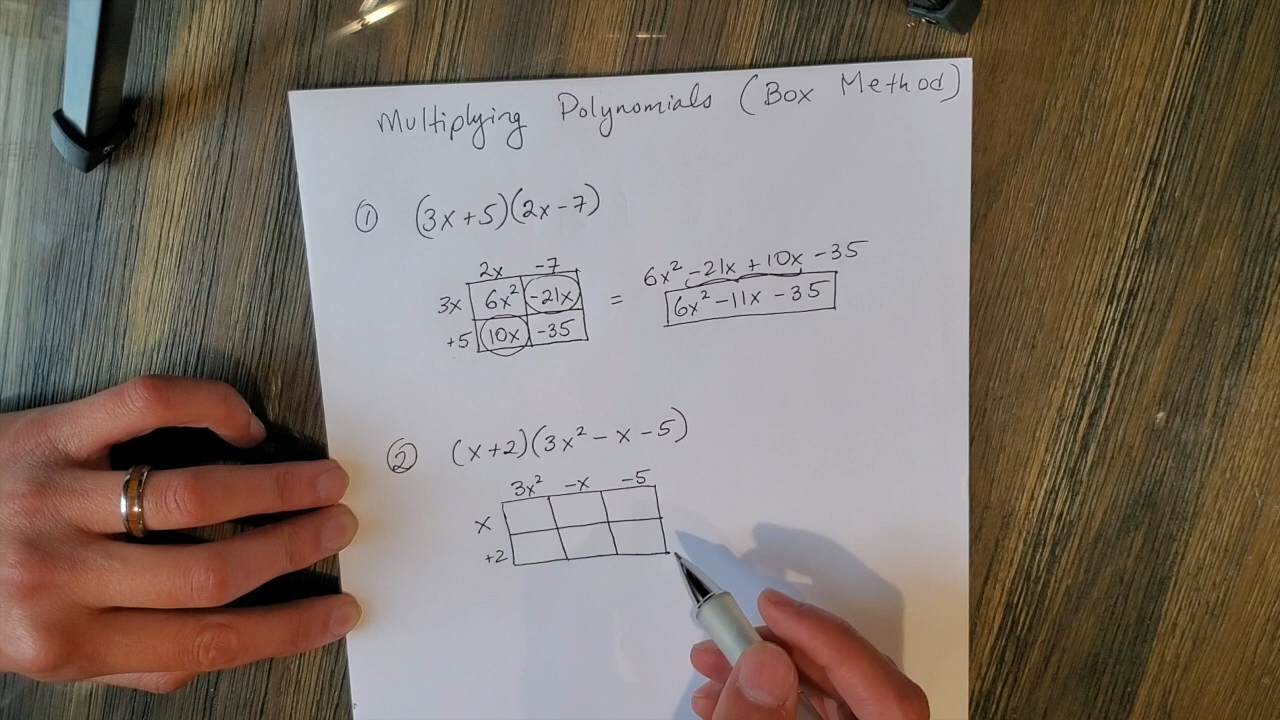 Multiplying Polynomials (Box Method)
① (3x+5)(2x-7)
2x -7
3x 6x² -21x
+5 10x -35
=
6x² -21x +10x -35
6x² -11x -35
② (x+2)(3x² - x - 5)
3x² -x -5
x
+2